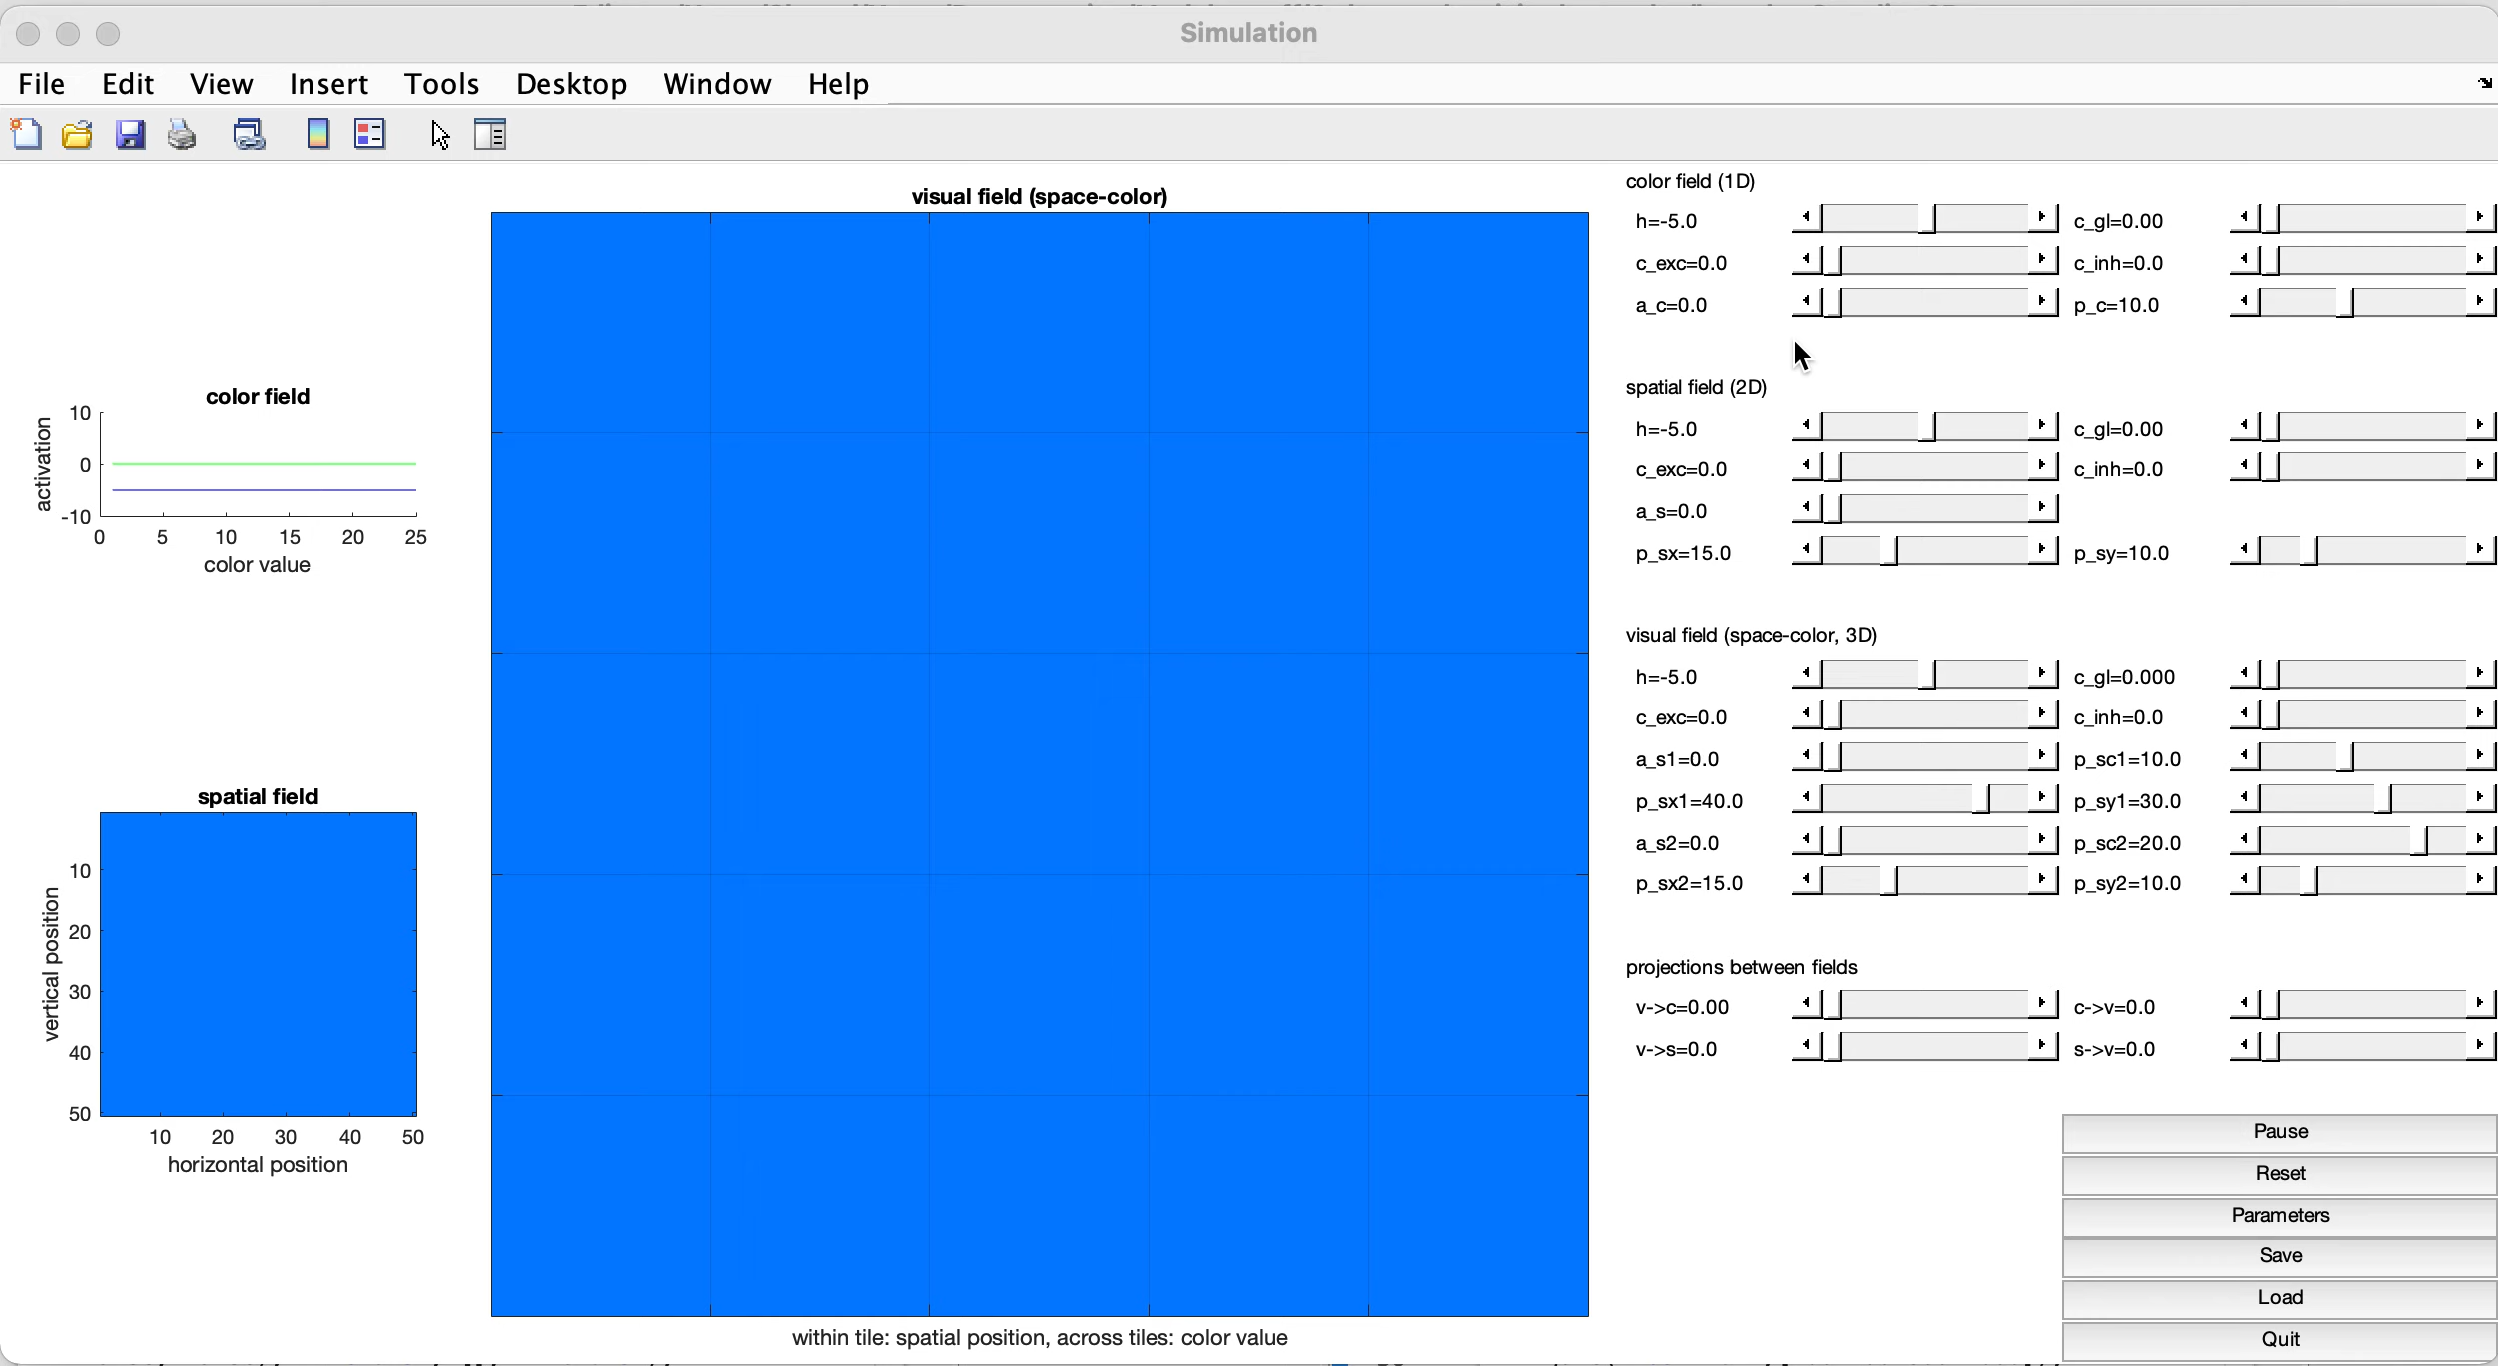 Simulation
File Edit View Insert Tools Desktop Window Help
visual field (space-color)
color field
10
0
-10
activation
0 5 10 15 20 25
color value
spatial field
10
20
30
40
50
vertical position
10 20 30 40 50
horizontal position
within tile: spatial position, across tiles: color value
color field (1D)
h=-5.0 c_gl=0.00
c_exc=0.0 c_inh=0.0
a_c=0.0 p_c=10.0
spatial field (2D)
h=-5.0 c_gl=0.00
c_exc=0.0 c_inh=0.0
a_s=0.0
p_sx=15.0 p_sy=10.0
visual field (space-color, 3D)
h=-5.0 c_gl=0.000
c_exc=0.0 c_inh=0.0
a_s1=0.0 p_sc1=10.0
p_sx1=40.0 p_sy1=30.0
a_s2=0.0 p_sc2=20.0
p_sx2=15.0 p_sy2=10.0
projections between fields
v->c=0.00 c->v=0.0
v->s=0.0 s->v=0.0
Pause
Reset
Parameters
Save
Load
Quit